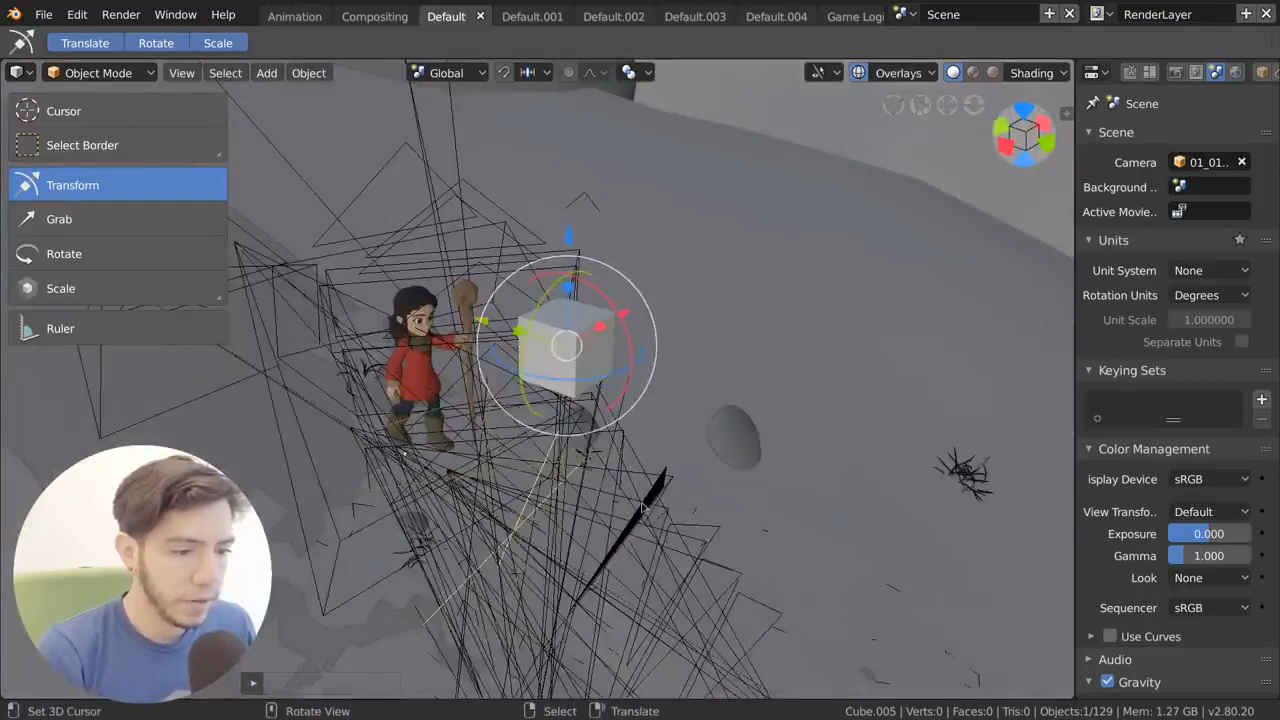 File Edit Render Window Help Animation Compositing Default Default.001 Default.002 Default.003 Default.004 Game Logi Scene RenderLayer
Translate Rotate Scale
Object Mode View Select Add Object Global Overlays Shading
Cursor
Select Border
Transform
Grab
Rotate
Scale
Ruler
Scene
Scene
Camera 01_01..
Background ..
Active Movie..
Units
Unit System None
Rotation Units Degrees
Unit Scale 1.000000
Separate Units
Keying Sets
Color Management
isplay Device sRGB
View Transfo.. Default
Exposure 0.000
Gamma 1.000
Look None
Sequencer sRGB
Use Curves
Audio
Gravity
Set 3D Cursor Rotate View Select Translate Cube.005 | Verts:0 | Faces:0 | Tris:0 | Objects:1/129 | Mem: 1.27 GB | v2.80.20